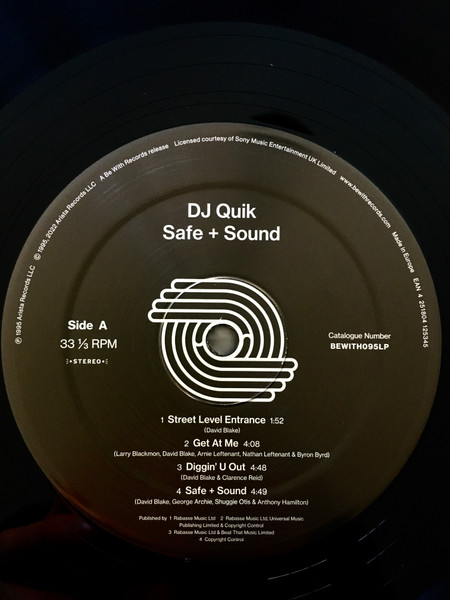 ℗ 1995 Arista Records LLC © 1995, 2022 Arista Records LLC A Be With Records release Licensed courtesy of Sony Music Entertainment UK Limited www.bewithrecords.com Made in Europe EAN 4 251804 125345
DJ Quik
Safe + Sound
Side A
33 ⅓ RPM
STEREO
Catalogue Number
BEWITH095LP
1 Street Level Entrance 1:52
(David Blake)
2 Get At Me 4:08
(Larry Blackmon, David Blake, Arnie Leftenant, Nathan Leftenant & Byron Byrd)
3 Diggin' U Out 4:48
(David Blake & Clarence Reid)
4 Safe + Sound 4:49
(David Blake, George Archie, Shuggie Otis & Anthony Hamilton)
Published by 1 Rabasse Music Ltd 2 Rabasse Music Ltd, Universal Music
Publishing Limited & Copyright Control
3 Rabasse Music Ltd & Beat That Music Limited
4 Copyright Control